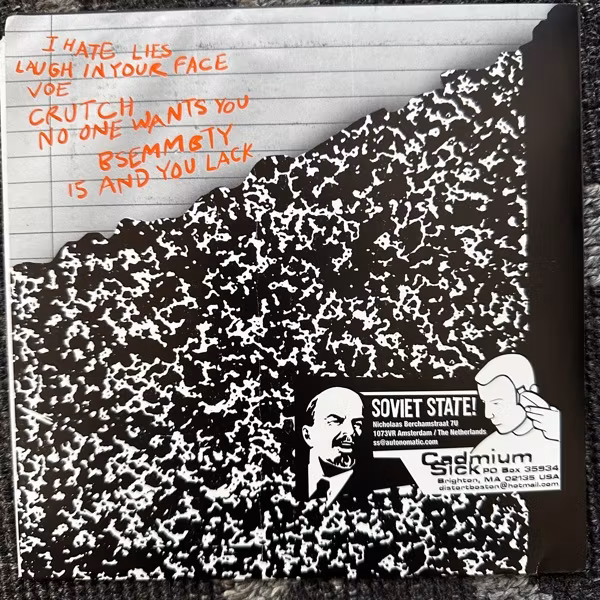 I HATE LIES
LAUGH IN YOUR FACE
VOE
CRUTCH
NO ONE WANTS YOU
BSEMMBTY
15 AND YOU LACK
SOVIET STATE!
Nicholaas Berchemstraat 7U
1073VR Amsterdam / The Netherlands
ss@autonomatic.com
Cadmium
Sick PO Box 35934
Brighton, MA 02135 USA
distortboston@hotmail.com